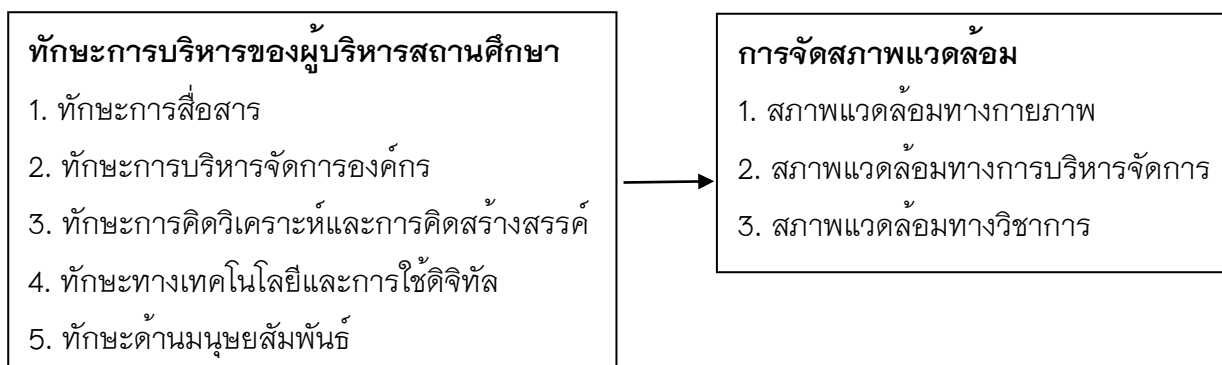 ทักษะการบริหารของผู้บริหารสถานศึกษา
1. ทักษะการสื่อสาร
2. ทักษะการบริหารจัดการองค์กร
3. ทักษะการคิดวิเคราะห์และการคิดสร้างสรรค์
4. ทักษะทางเทคโนโลยีและการใช้ดิจิทัล
5. ทักษะด้านมนุษยสัมพันธ์
การจัดสภาพแวดล้อม
1. สภาพแวดล้อมทางกายภาพ
2. สภาพแวดล้อมทางการบริหารจัดการ
3. สภาพแวดล้อมทางวิชาการ